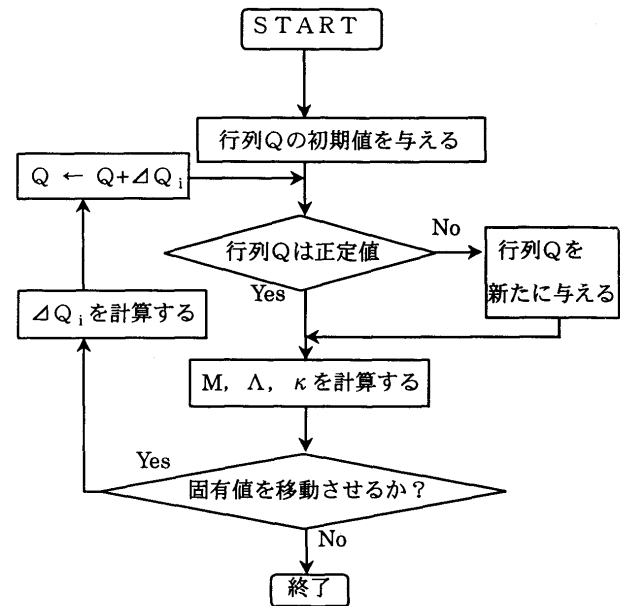 START
行列Qの初期値を与える
Q ← Q+⊿Qi
行列Qは正定値
No
行列Qを
新たに与える
Yes
⊿Qiを計算する
M, Λ, κを計算する
Yes
固有値を移動させるか？
No
終了